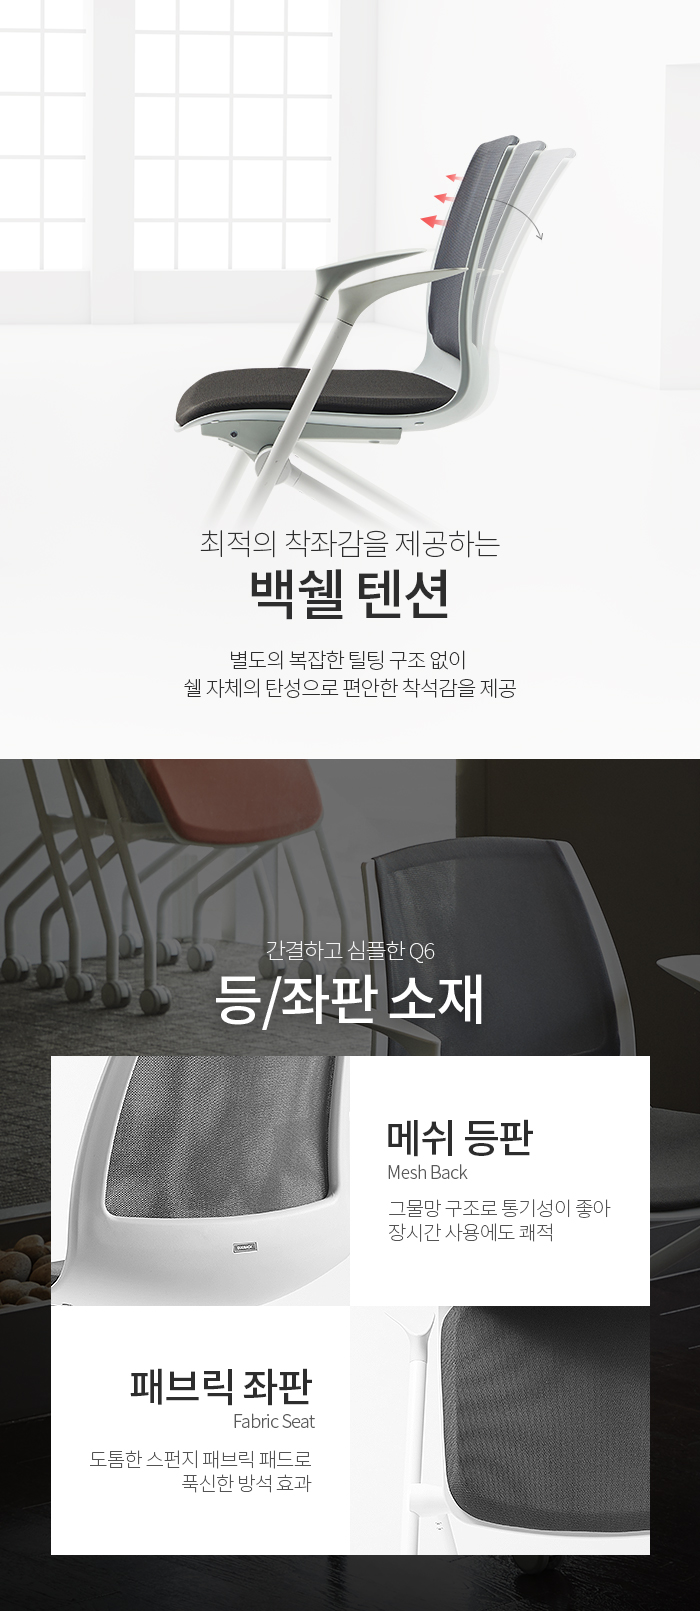 최적의 착좌감을 제공하는
백쉘 텐션
별도의 복잡한 틸팅 구조 없이
쉘 자체의 탄성으로 편안한 착석감을 제공
간결하고 심플한 Q6
등/좌판 소재
메쉬 등판
Mesh Back
그물망 구조로 통기성이 좋아
장시간 사용에도 쾌적
패브릭 좌판
Fabric Seat
도톰한 스펀지 패브릭 패드로
푹신한 방석 효과